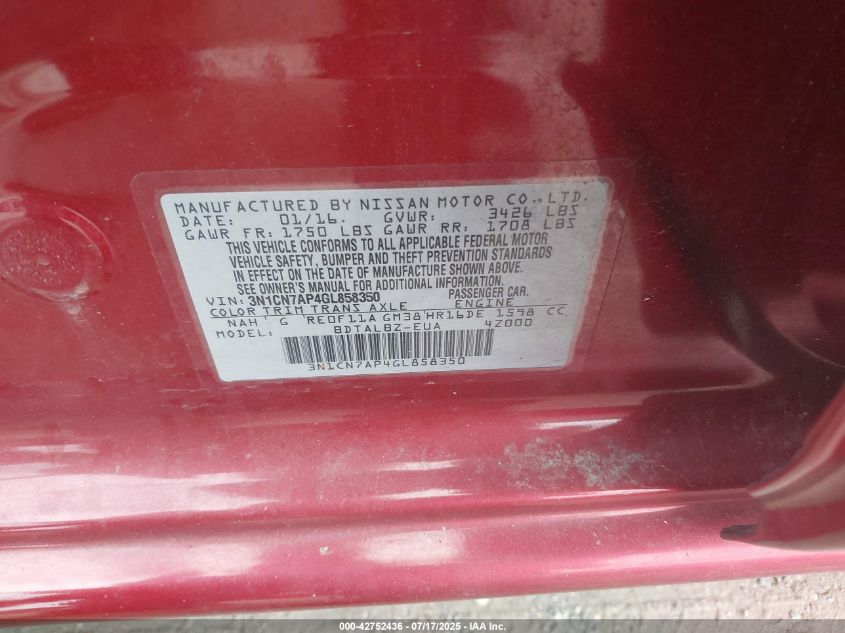 MANUFACTURED BY NISSAN MOTOR CO., LTD.
DATE: 01/16. GVWR: 3426 LBS
GAWR FR: 1750 LBS GAWR RR: 1708 LBS
THIS VEHICLE CONFORMS TO ALL APPLICABLE FEDERAL MOTOR
VEHICLE SAFETY, BUMPER AND THEFT PREVENTION STANDARDS
IN EFFECT ON THE DATE OF MANUFACTURE SHOWN ABOVE.
SEE OWNER'S MANUAL FOR ADDITIONAL INFORMATION.
VIN: 3N1CN7AP4GL858350 PASSENGER CAR.
COLOR TRIM TRANS AXLE ENGINE
NAH G RE0F11A GM38 HR16DE 1598 CC
MODEL: BDTALBZ-EUA 4Z000
3N1CN7AP4GL858350
000-42752436 - 07/17/2025 - IAA Inc.